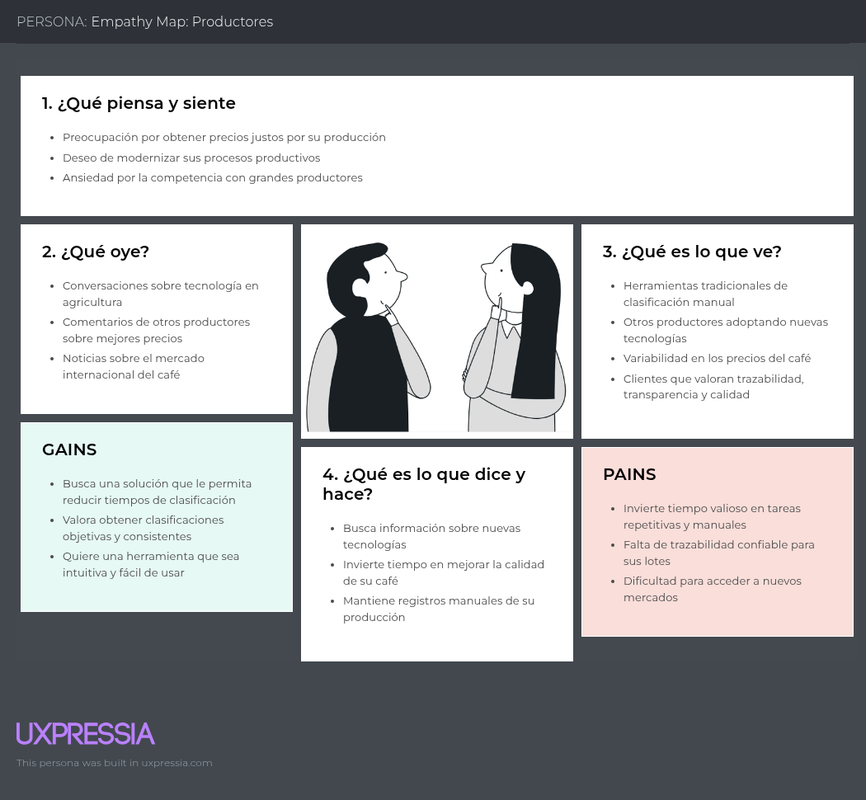 PERSONA: Empathy Map: Productores
1. ¿Qué piensa y siente
• Preocupación por obtener precios justos por su producción
• Deseo de modernizar sus procesos productivos
• Ansiedad por la competencia con grandes productores
2. ¿Qué oye?
• Conversaciones sobre tecnología en
agricultura
• Comentarios de otros productores
sobre mejores precios
• Noticias sobre el mercado
internacional del café
3. ¿Qué es lo que ve?
• Herramientas tradicionales de
clasificación manual
• Otros productores adoptando nuevas
tecnologías
• Variabilidad en los precios del café
• Clientes que valoran trazabilidad,
transparencia y calidad
GAINS
• Busca una solución que le permita
reducir tiempos de clasificación
• Valora obtener clasificaciones
objetivas y consistentes
• Quiere una herramienta que sea
intuitiva y fácil de usar
4. ¿Qué es lo que dice y
hace?
• Busca información sobre nuevas
tecnologías
• Invierte tiempo en mejorar la calidad
de su café
• Mantiene registros manuales de su
producción
PAINS
• Invierte tiempo valioso en tareas
repetitivas y manuales
• Falta de trazabilidad confiable para
sus lotes
• Dificultad para acceder a nuevos
mercados
UXPRESSIA
This persona was built in uxpressia.com